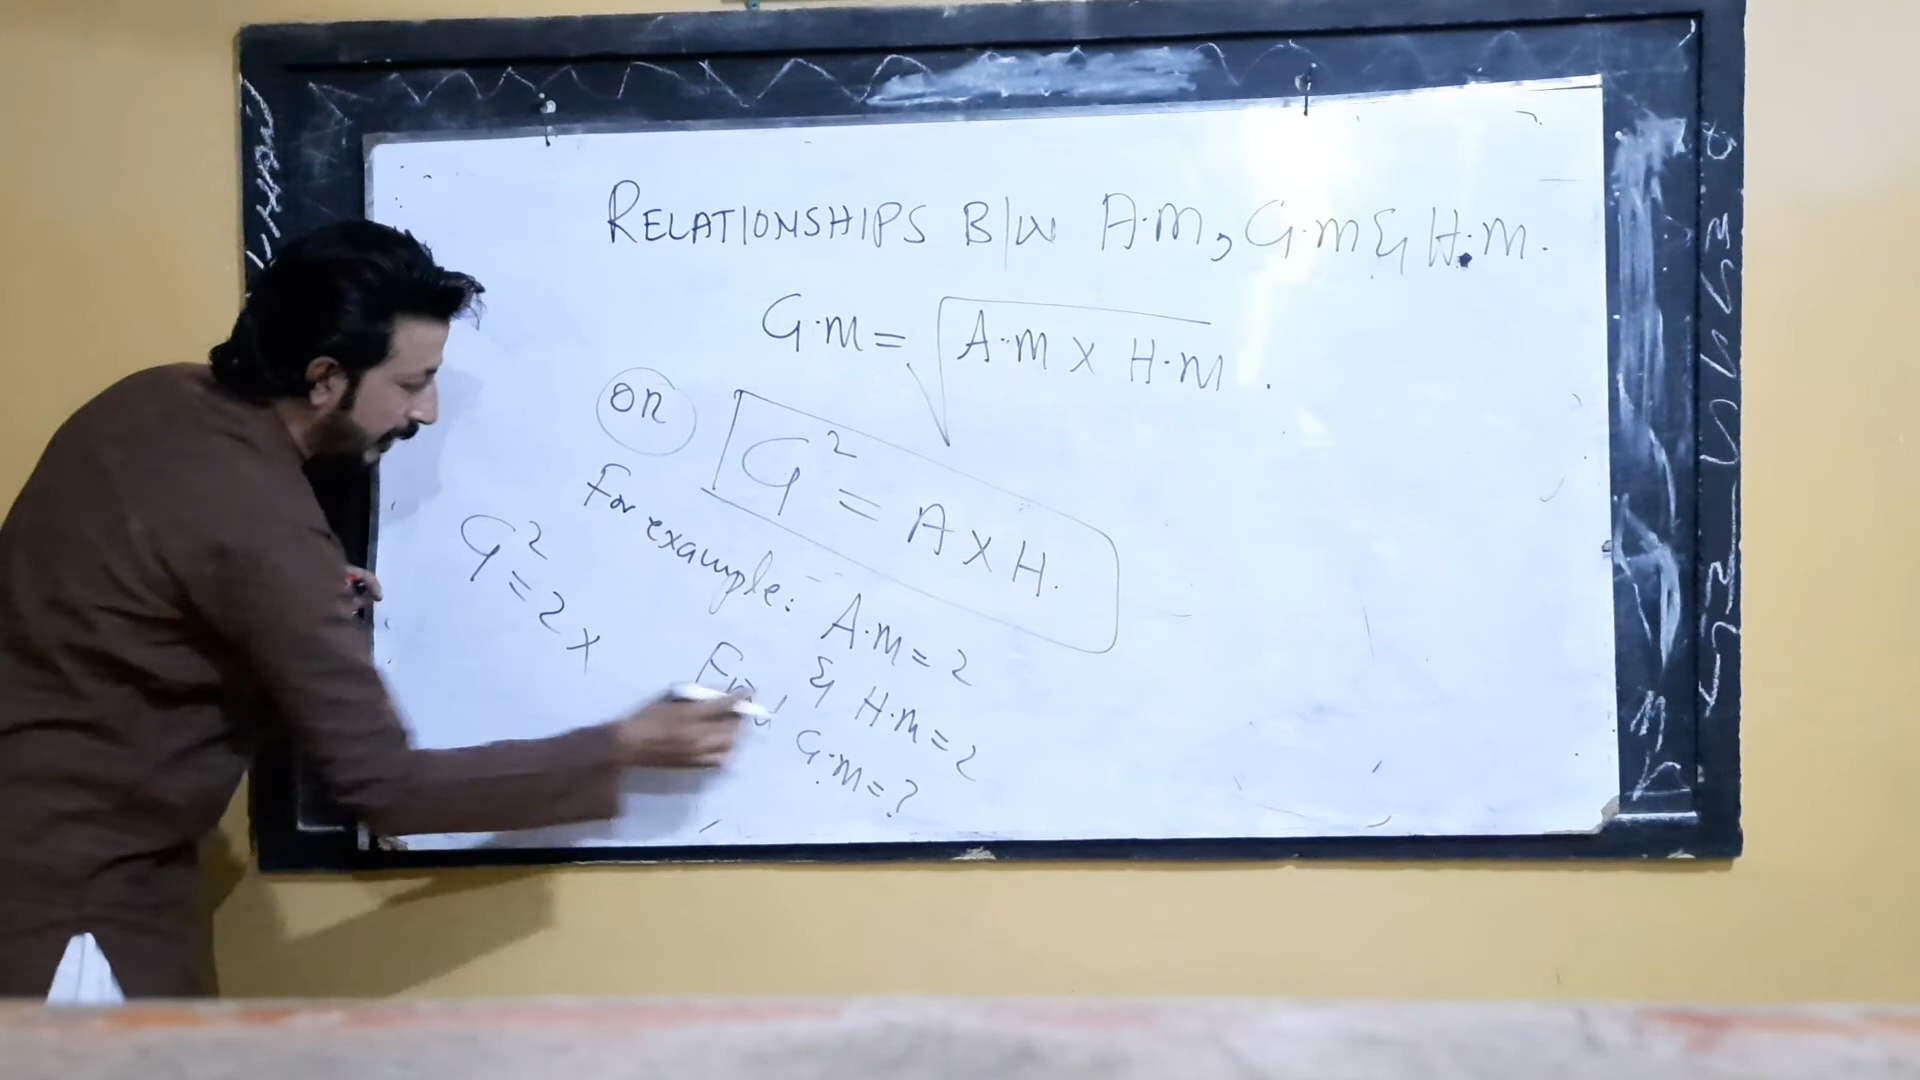 RELATIONSHIPS B/W A.M, G.M & H.M.
G.M = √A.M X H.M.
OR
G² = A X H.
For example:- A.M = 2
& H.M = 2
Find G.M = ?
G² = 2 X